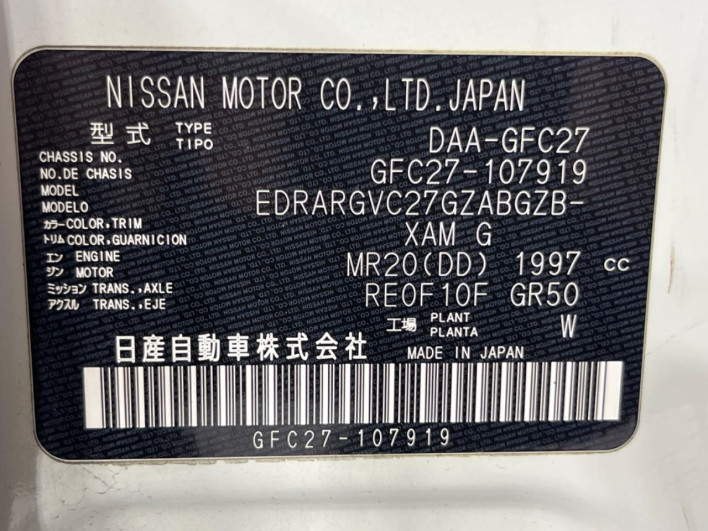 NISSAN MOTOR CO.,LTD.JAPAN
型式 TYPE TIPO DAA-GFC27
CHASSIS NO. NO.DE CHASIS GFC27-107919
MODEL MODELO EDRARGVC27GZABGZB-
カラー COLOR,TRIM トリム COLOR,GUARNICION XAM G
エンジン ENGINE MOTOR MR20(DD) 1997 cc
ミッション TRANS.,AXLE アクスル TRANS.,EJE RE0F10F GR50
工場 PLANT PLANTA W
日産自動車株式会社 MADE IN JAPAN
GFC27-107919